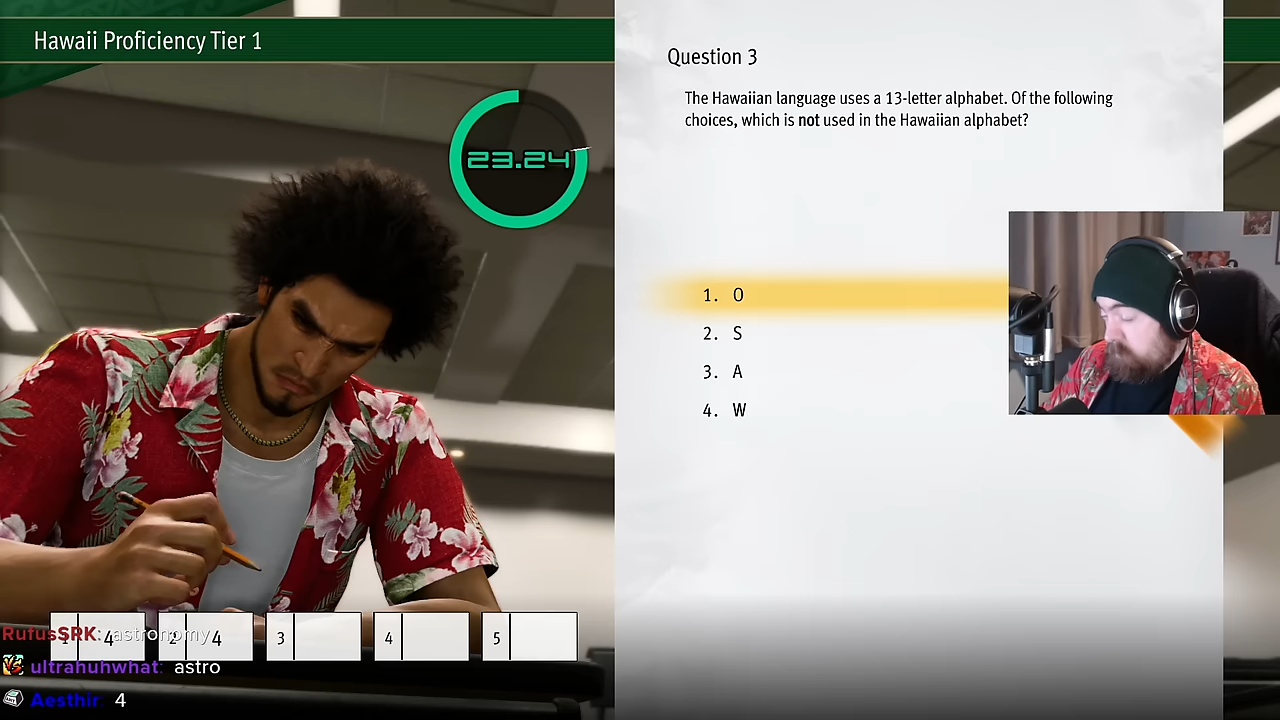 Hawaii Proficiency Tier 1
23.24
Question 3
The Hawaiian language uses a 13-letter alphabet. Of the following
choices, which is not used in the Hawaiian alphabet?
1. O
2. S
3. A
4. W
1 4 2 4 3 4 5
RufusSRK: astronomy
ultrahuhwhat: astro
Aesthir: 4